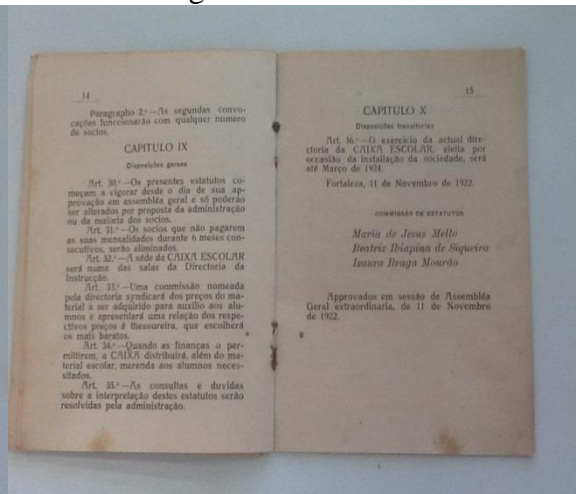 14
Paragrapho 2.º—As segundas convo-
cações funccionarão com qualquer numero
de socios.
CAPITULO IX
Disposições geraes
Art. 30.º—Os presentes estatutos co-
meçam a vigorar desde o dia de sua ap-
provação em assembléa geral e só poderão
ser alterados por proposta da administração
ou da maioria dos socios.
Art. 31.º—Os socios que não pagarem
as suas mensalidades durante 6 meses con-
secutivos, serão eliminados.
Art. 32.º—A séde da CAIXA ESCOLAR
será numa das salas da Directoria da
Instrucção.
Art. 33.º—Uma commissão nomeada
pela directoria syndicará dos preços do ma-
terial a ser adquirido para auxilio aos alu-
mnos e apresentará uma relação dos respe-
ctivos preços á thesoureira, que escolherá
os mais baratos.
Art. 34.º—Quando as finanças o per-
mittirem, a CAIXA distribuirá, além do ma-
terial escolar, merenda aos alumnos neces-
sitados.
Art. 35.º—As consultas e duvidas
sobre a interpretação destes estatutos serão
resolvidas pela administração.
15
CAPITULO X
Disposições transitorias
Art. 36.º—O exercicio da actual dire-
ctoria da CAIXA ESCOLAR, eleita por
occasião da installação da sociedade, será
até Março de 1924.
Fortaleza, 11 de Novembro de 1922.
COMMISSÃO DE ESTATUTOS
Maria de Jesus Mello
Beatriz Ibiapina de Siqueira
Izaura Braga Mourão
Approvados em sessão de Assembléa
Geral extraordinaria, de 11 de Novembro
de 1922.